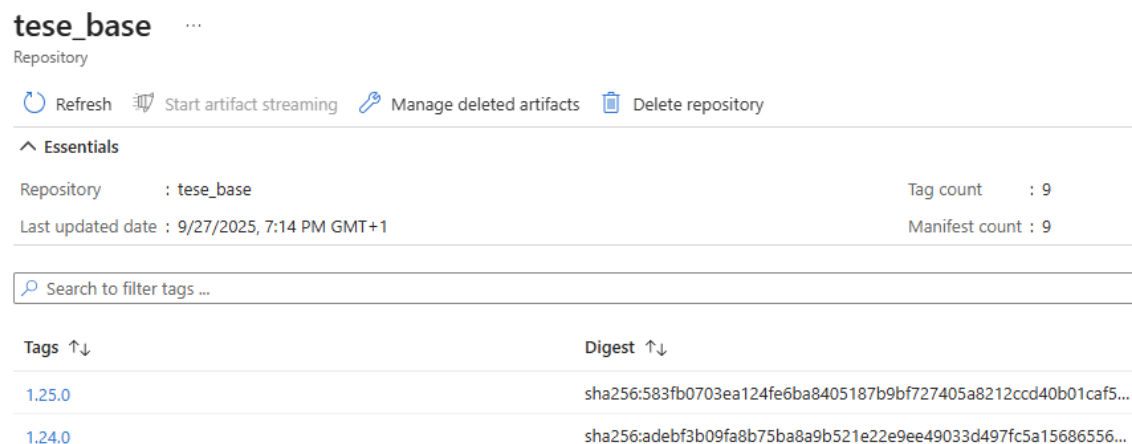 tese_base ...
Repository
Refresh Start artifact streaming Manage deleted artifacts Delete repository
Essentials
Repository : tese_base Tag count : 9
Last updated date : 9/27/2025, 7:14 PM GMT+1 Manifest count : 9
Search to filter tags ...
Tags ↑↓ Digest ↑↓
1.25.0 sha256:583fb0703ea124fe6ba8405187b9bf727405a8212ccd40b01caf5...
1.24.0 sha256:adebf3b09fa8b75ba8a9b521e22e9ee49033d497fc5a15686556...